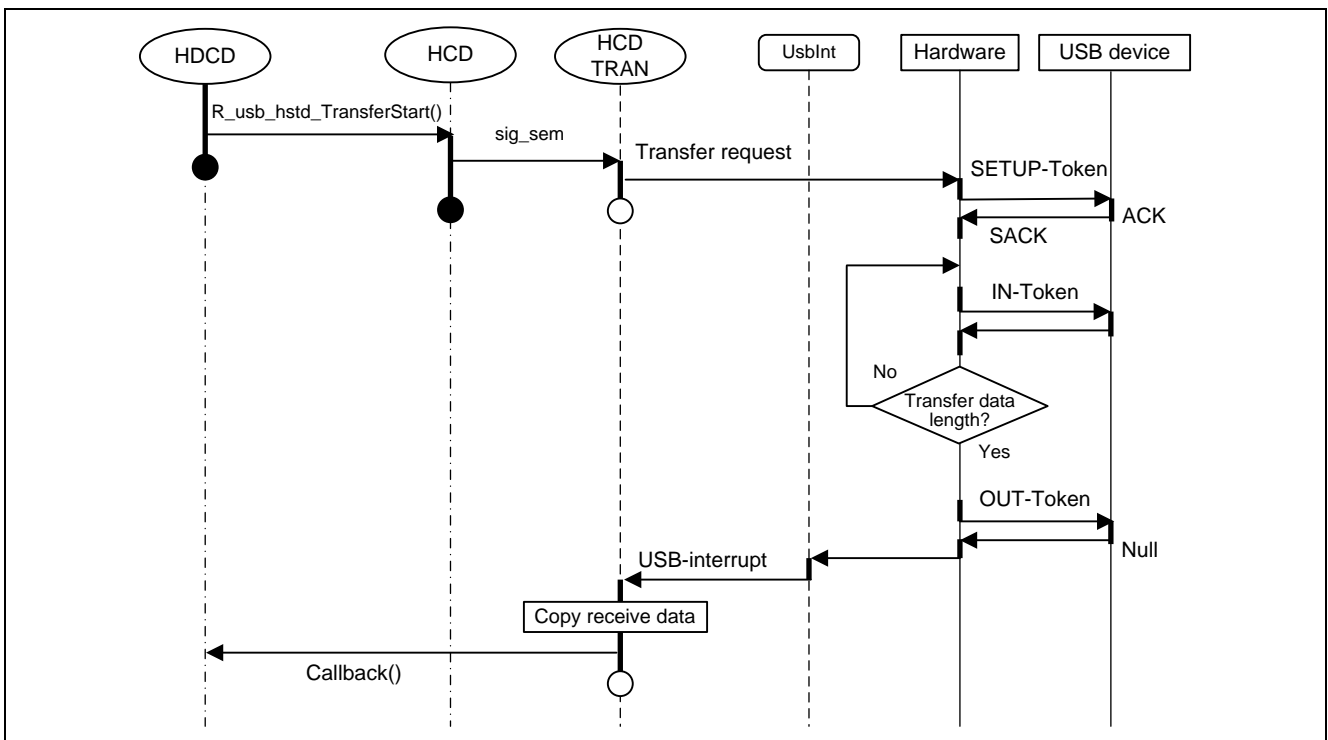 HDCD
HCD
HCD
TRAN
UsbInt
Hardware
USB device
R_usb_hstd_TransferStart()
sig_sem
Transfer request
SETUP-Token
ACK
SACK
IN-Token
No
Transfer data
length?
Yes
OUT-Token
Null
USB-interrupt
Copy receive data
Callback()